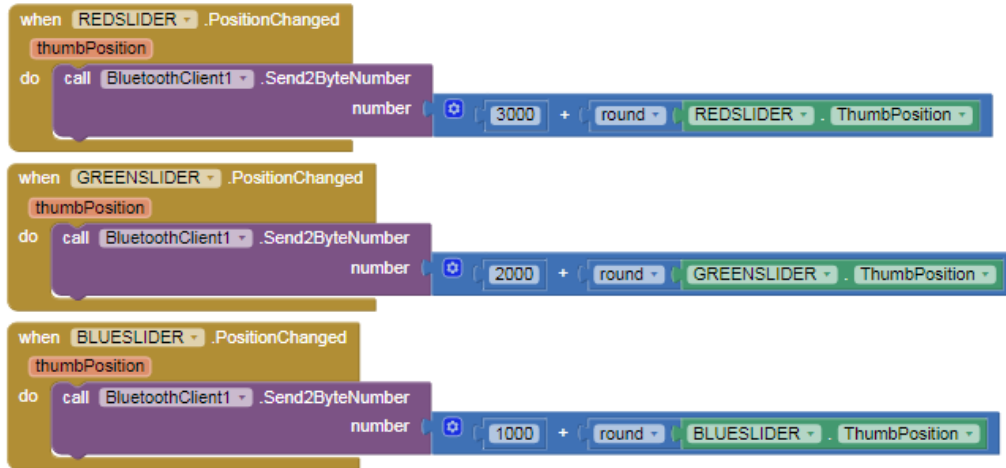 when REDSLIDER .PositionChanged
thumbPosition
do call BluetoothClient1 .Send2ByteNumber
number 3000 + round REDSLIDER . ThumbPosition
when GREENSLIDER .PositionChanged
thumbPosition
do call BluetoothClient1 .Send2ByteNumber
number 2000 + round GREENSLIDER . ThumbPosition
when BLUESLIDER .PositionChanged
thumbPosition
do call BluetoothClient1 .Send2ByteNumber
number 1000 + round BLUESLIDER . ThumbPosition